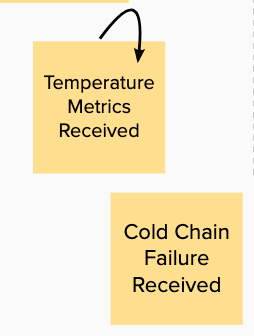 Temperature
Metrics
Received
Cold Chain
Failure
Received